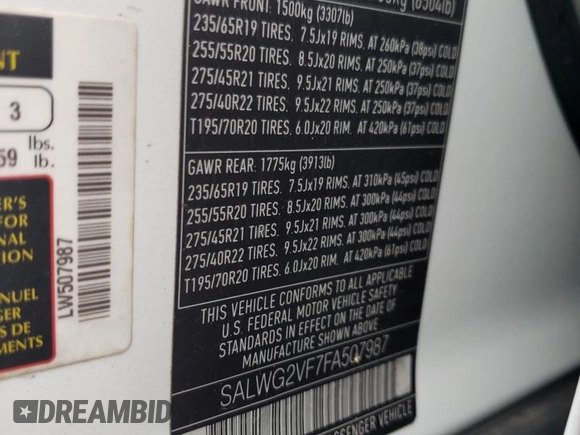 GAWR FRONT: 1500kg (3307lb)
235/65R19 TIRES. 7.5Jx19 RIMS. AT 260kPa (38psi) COLD
255/55R20 TIRES. 8.5Jx20 RIMS. AT 250kPa (37psi) COLD
275/45R21 TIRES. 9.5Jx21 RIMS. AT 250kPa (37psi) COLD
275/40R22 TIRES. 9.5Jx22 RIMS. AT 250kPa (37psi) COLD
T195/70R20 TIRES. 6.0Jx20 RIM. AT 420kPa (61psi) COLD
GAWR REAR: 1775kg (3913lb)
235/65R19 TIRES. 7.5Jx19 RIMS. AT 310kPa (45psi) COLD
255/55R20 TIRES. 8.5Jx20 RIMS. AT 300kPa (44psi) COLD
275/45R21 TIRES. 9.5Jx21 RIMS. AT 300kPa (44psi) COLD
275/40R22 TIRES. 9.5Jx22 RIMS. AT 300kPa (44psi) COLD
T195/70R20 TIRES. 6.0Jx20 RIM. AT 420kPa (61psi) COLD
THIS VEHICLE CONFORMS TO ALL APPLICABLE
U.S. FEDERAL MOTOR VEHICLE SAFETY
STANDARDS IN EFFECT ON THE DATE OF
MANUFACTURE SHOWN ABOVE
SALWG2VF7FA507987
PASSENGER VEHICLE
3
lbs.
59 lb.
LW507987
DREAMBID